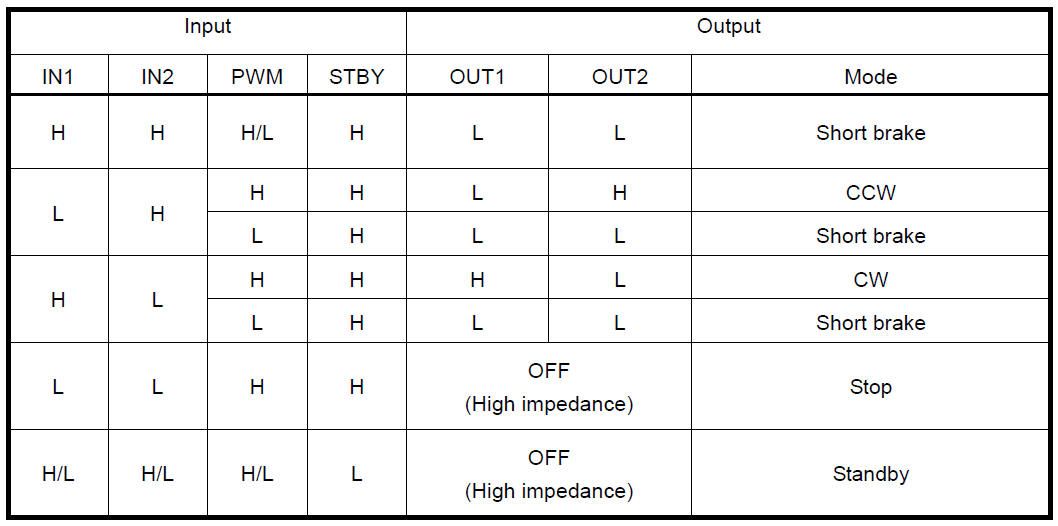 Input Output
IN1 IN2 PWM STBY OUT1 OUT2 Mode
H H H/L H L L Short brake
L H H H L H CCW
L H L L Short brake
H L H H H L CW
L H L L Short brake
L L H H OFF
(High impedance) Stop
H/L H/L H/L L OFF
(High impedance) Standby